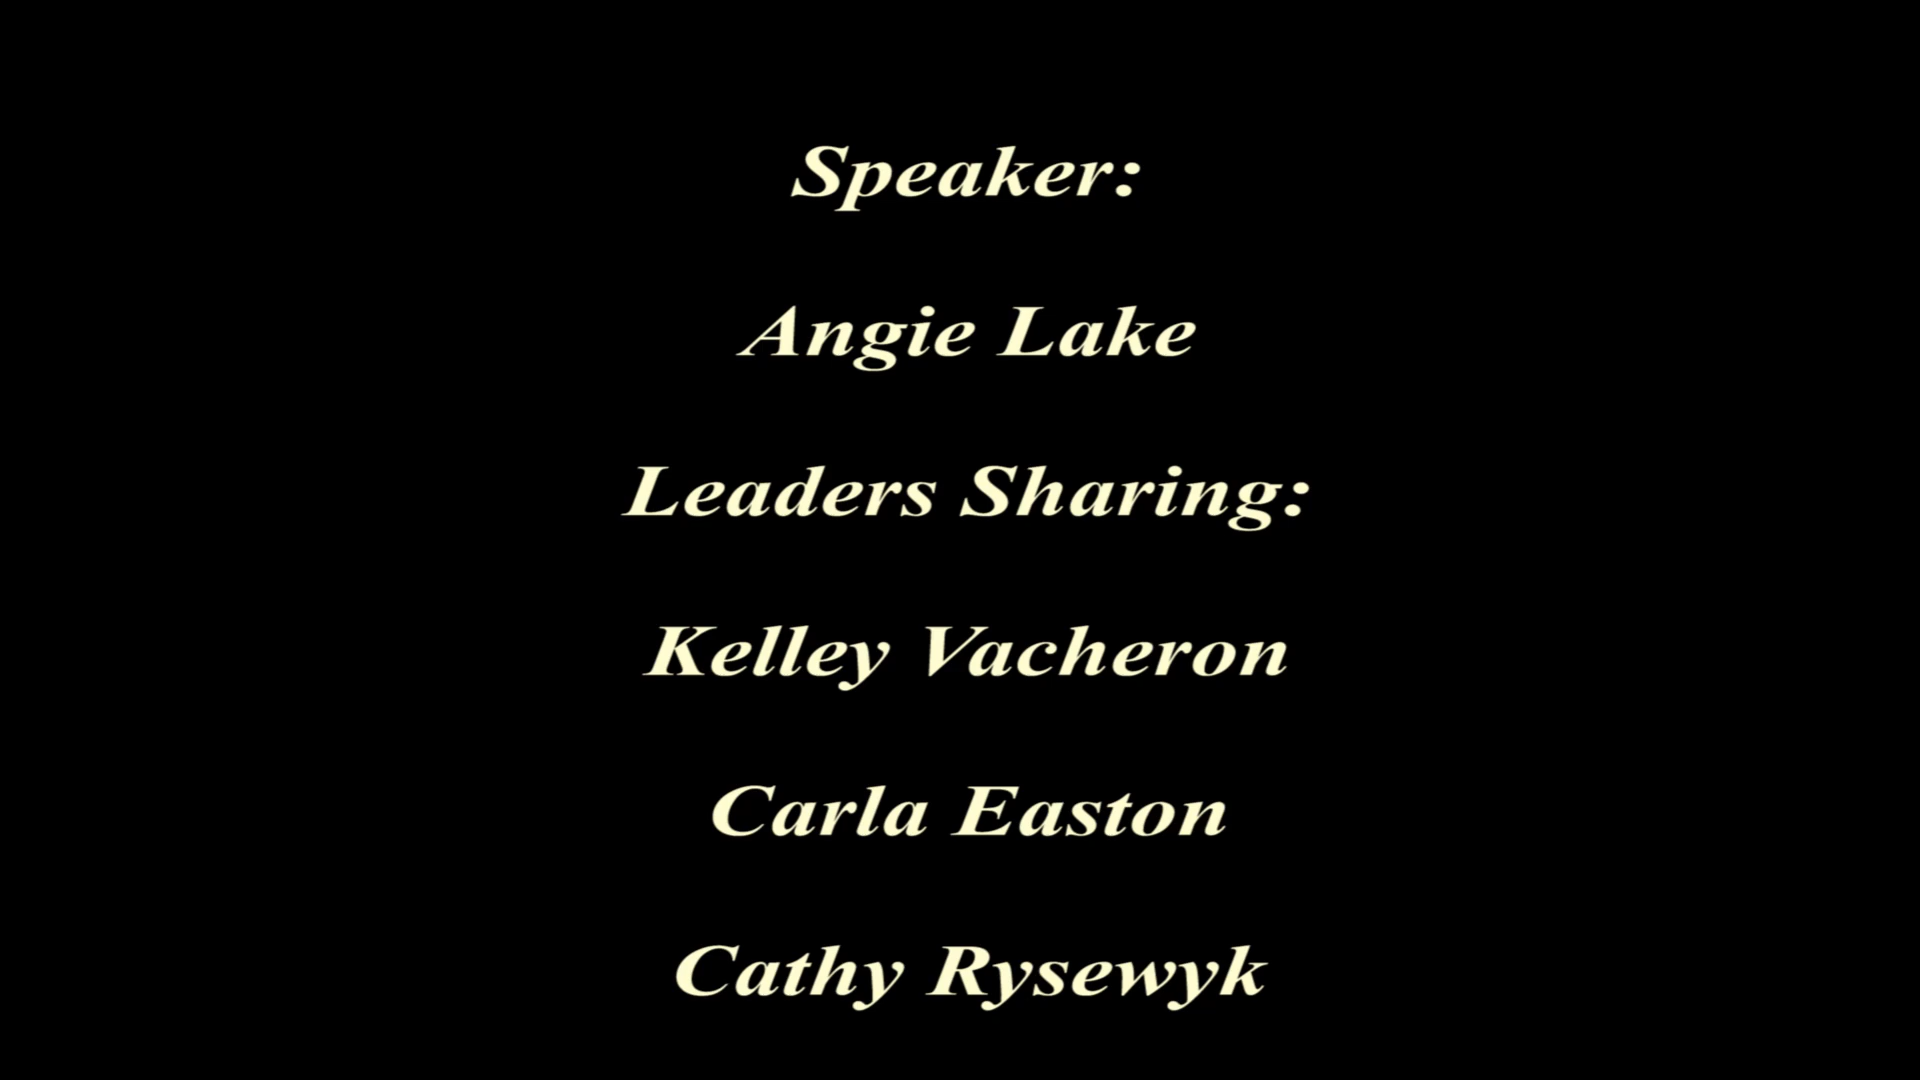 Speaker:
Angie Lake
Leaders Sharing:
Kelley Vacheron
Carla Easton
Cathy Rysewyk